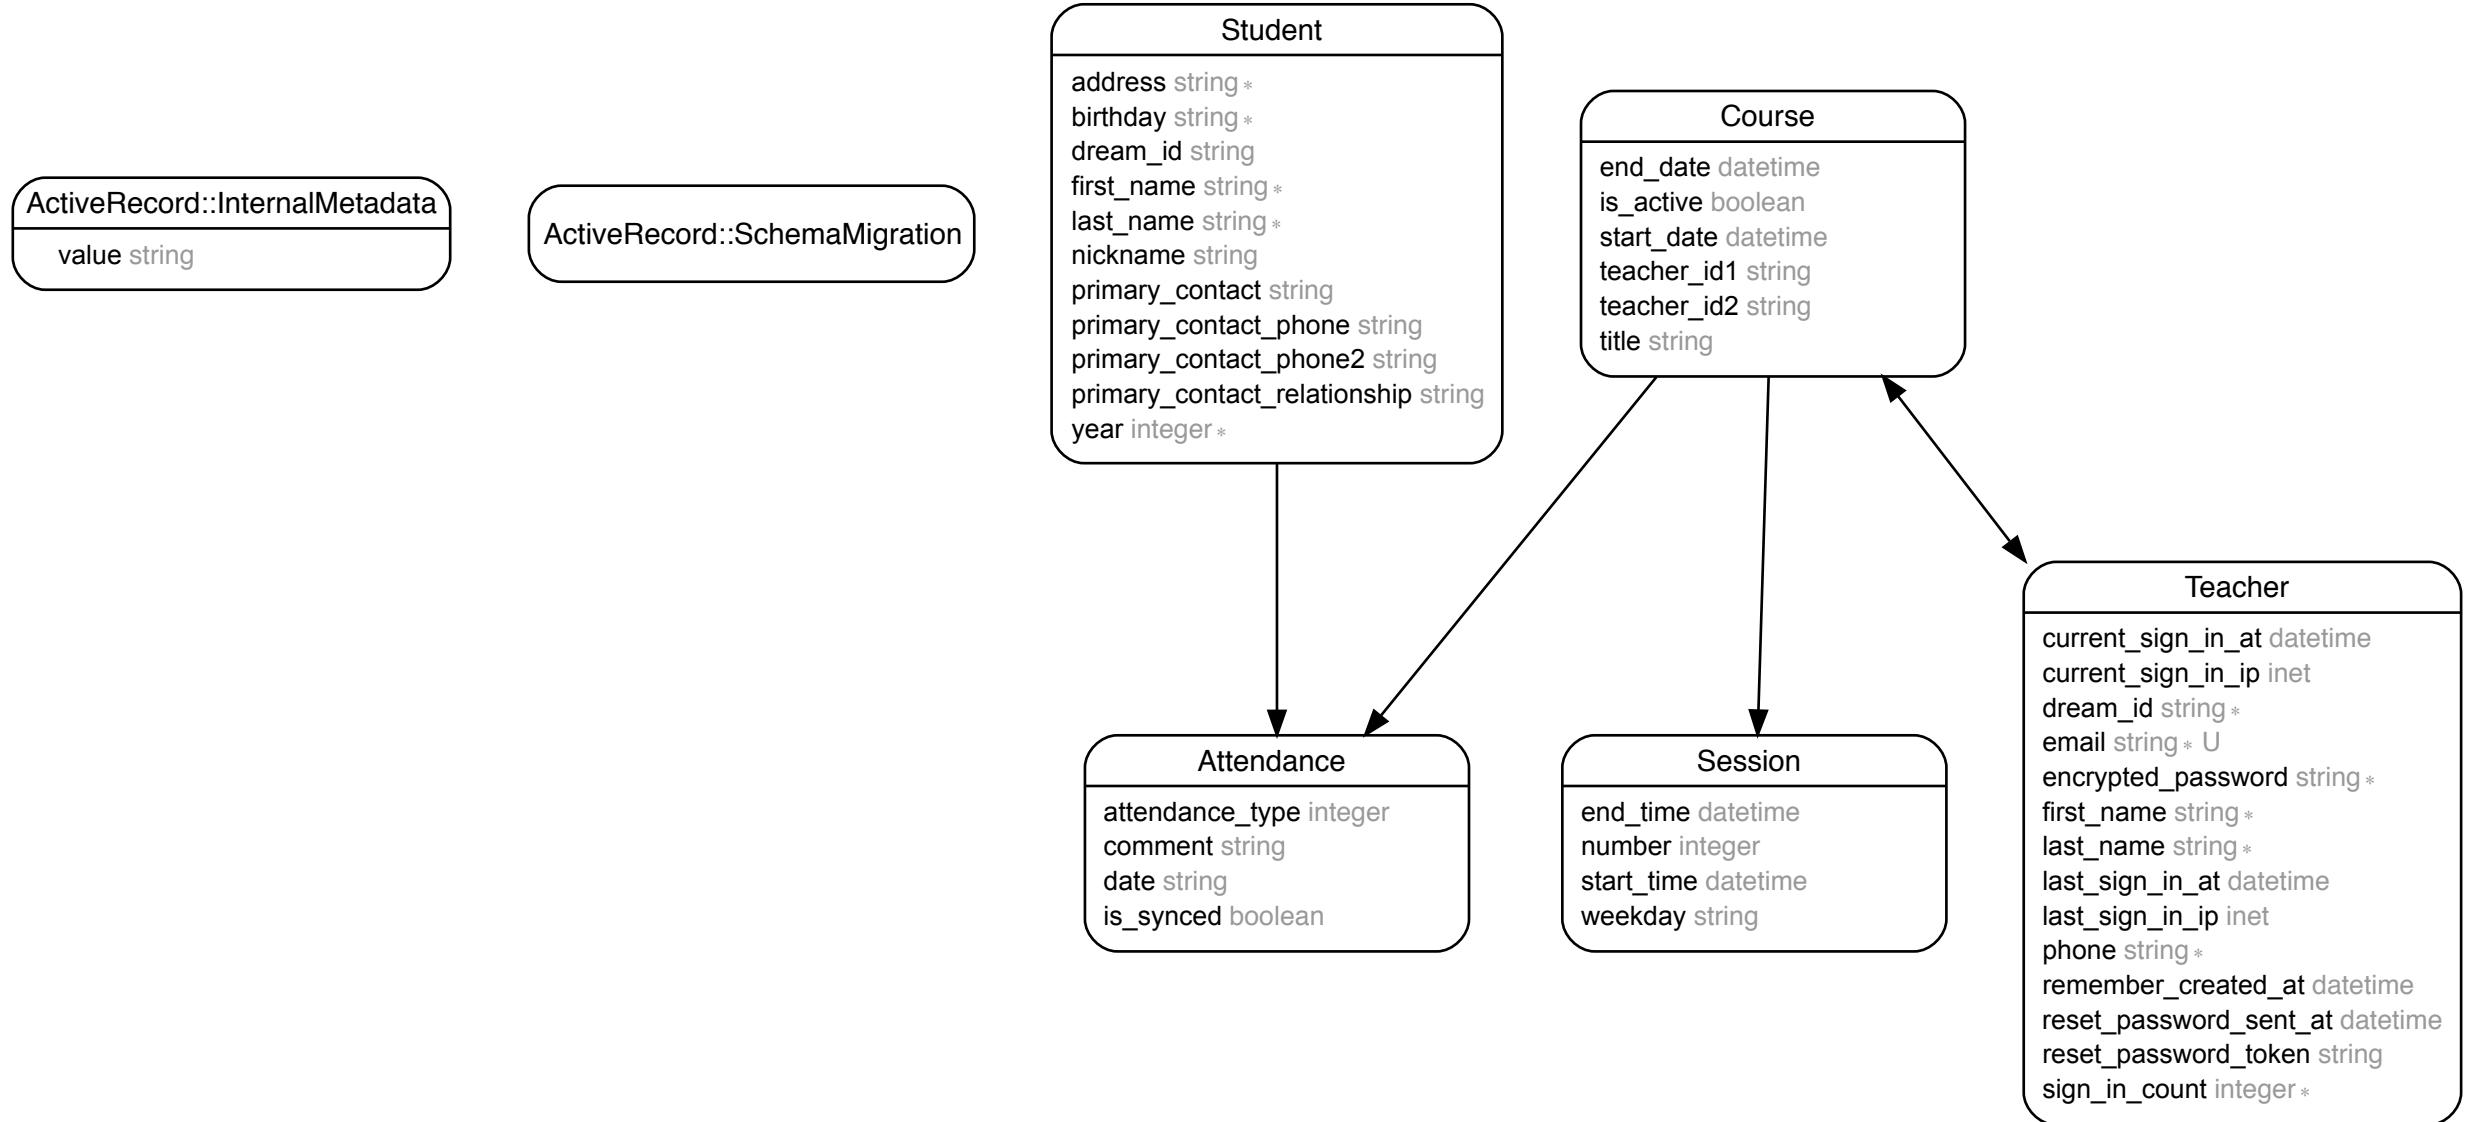 ActiveRecord::InternalMetadata
value string
ActiveRecord::SchemaMigration
Student
address string *
birthday string *
dream_id string
first_name string *
last_name string *
nickname string
primary_contact string
primary_contact_phone string
primary_contact_phone2 string
primary_contact_relationship string
year integer *
Course
end_date datetime
is_active boolean
start_date datetime
teacher_id1 string
teacher_id2 string
title string
Attendance
attendance_type integer
comment string
date string
is_synced boolean
Session
end_time datetime
number integer
start_time datetime
weekday string
Teacher
current_sign_in_at datetime
current_sign_in_ip inet
dream_id string *
email string * U
encrypted_password string *
first_name string *
last_name string *
last_sign_in_at datetime
last_sign_in_ip inet
phone string *
remember_created_at datetime
reset_password_sent_at datetime
reset_password_token string
sign_in_count integer *